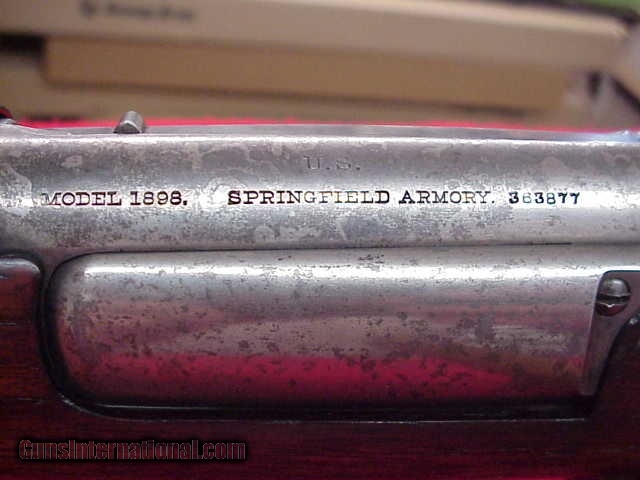 U.S.
MODEL 1898. SPRINGFIELD ARMORY. 363877
GunsInternational.com